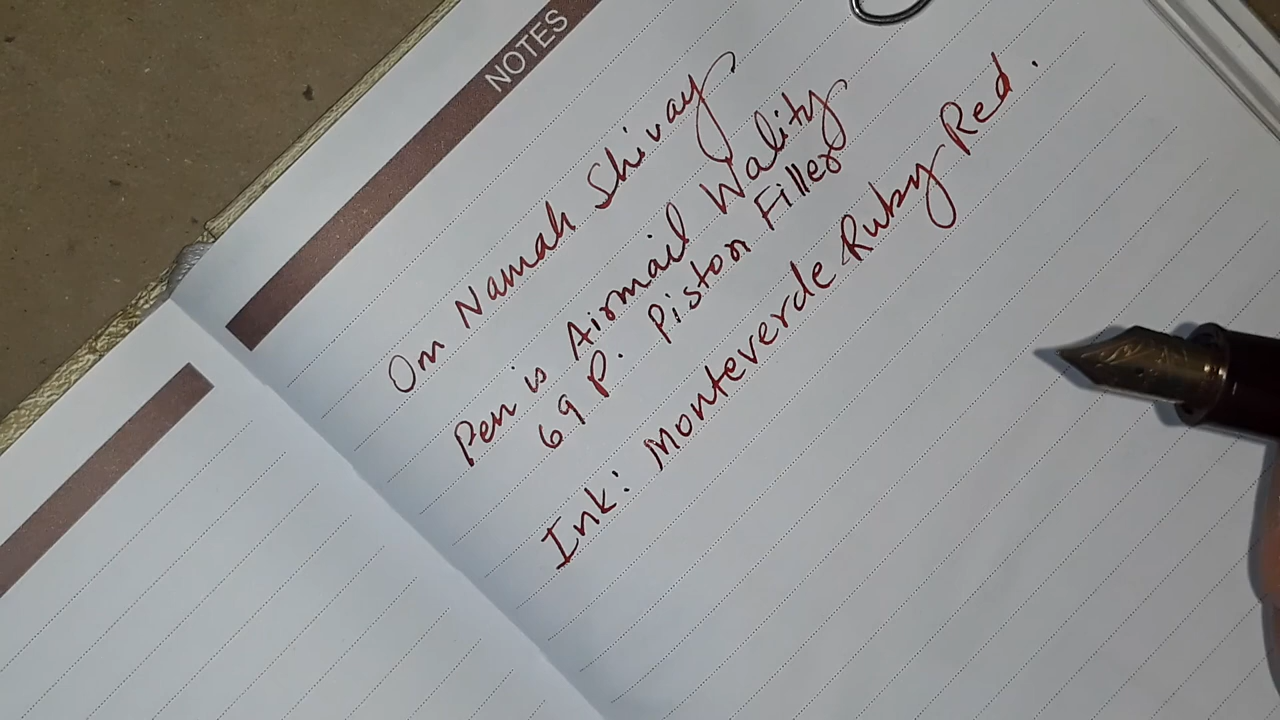 NOTES
Om Namah Shivay
Pen is Airmail Wality
69 P. Piston Filler
Ink: Monteverde Ruby Red.